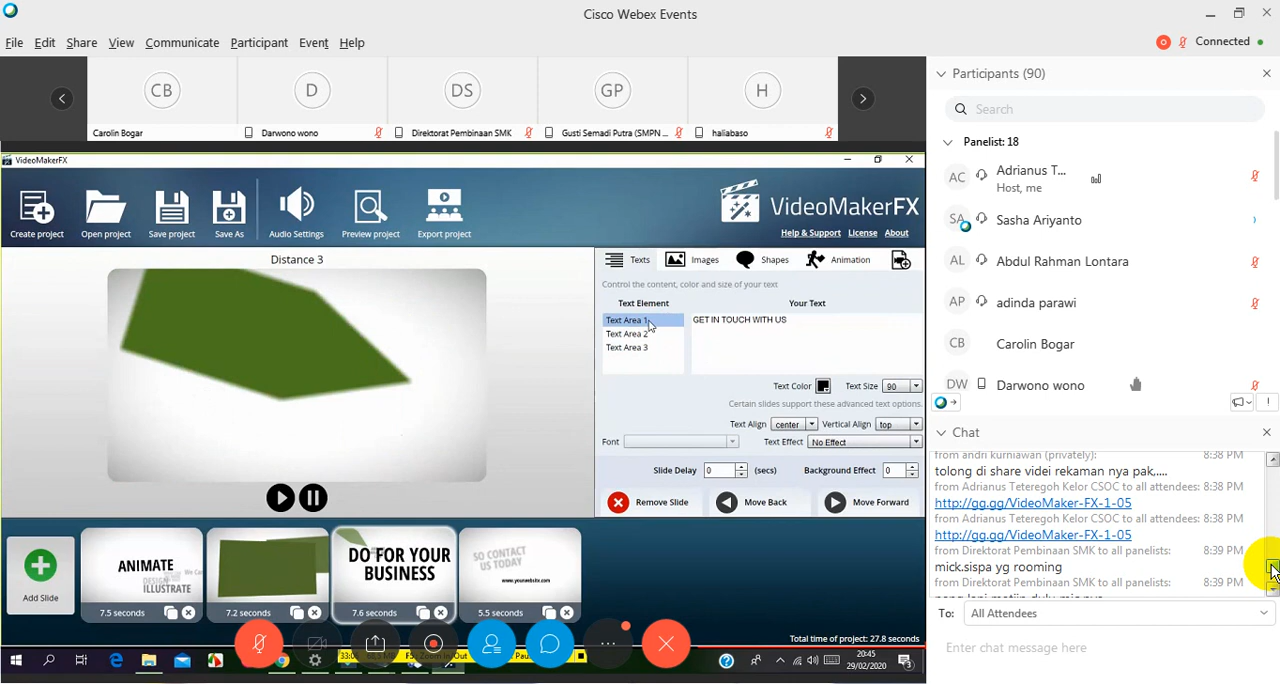 Cisco Webex Events
File Edit Share View Communicate Participant Event Help
Connected
CB
D
DS
GP
H
Carolin Bogar
Darwono wono
Direktorat Pembinaan SMK
Gusti Semadi Putra (SMPN ...
haliabaso
VideoMakerFX
Create project
Open project
Save project
Save As
Audio Settings
Preview project
Export project
VideoMakerFX
Help & Support License About
Distance 3
Texts Images Shapes Animation
Control the content, color and size of your text
Text Element Your Text
Text Area 1 GET IN TOUCH WITH US
Text Area 2
Text Area 3
Text Color Text Size 90
Certain slides support these advanced text options.
Text Align center Vertical Align top
Font Text Effect No Effect
Slide Delay 0 (secs) Background Effect 0
Remove Slide Move Back Move Forward
Add Slide
ANIMATE
DESIGN
ILLUSTRATE
We Ca
7.5 seconds
7.2 seconds
DO FOR YOUR
BUSINESS
7.6 seconds
SO CONTACT
US TODAY
www.yourwebsite.com
5.5 seconds
Total time of project: 27.8 seconds
20:45
29/02/2020
3
Participants (90)
Search
Panelist: 18
AC Adrianus T...
Host, me
SA Sasha Ariyanto
AL Abdul Rahman Lontara
AP adinda parawi
CB Carolin Bogar
DW Darwono wono
Chat
from andri kurniawan (privately): 8:38 PM
tolong di share videi rekaman nya pak,....
from Adrianus Teteregoh Kelor CSOC to all attendees: 8:38 PM
http://gg.gg/VideoMaker-FX-1-05
from Adrianus Teteregoh Kelor CSOC to all attendees: 8:38 PM
http://gg.gg/VideoMaker-FX-1-05
from Direktorat Pembinaan SMK to all panelists: 8:39 PM
mick.sispa yg rooming
from Direktorat Pembinaan SMK to all panelists: 8:39 PM
To: All Attendees
Enter chat message here